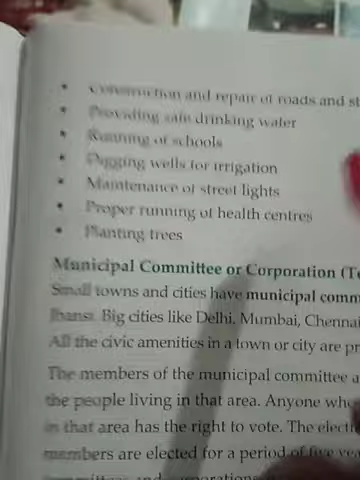 • Construction and repair of roads and st
• Providing safe drinking water
• Running of schools
• Digging wells for irrigation
• Maintenance of street lights
• Proper running of health centres
• Planting trees
Municipal Committee or Corporation (To
Small towns and cities have municipal comm
Jhansi. Big cities like Delhi, Mumbai, Chennai
All the civic amenities in a town or city are pr
The members of the municipal committee a
the people living in that area. Anyone who
in that area has the right to vote. The electi
members are elected for a period of five yea